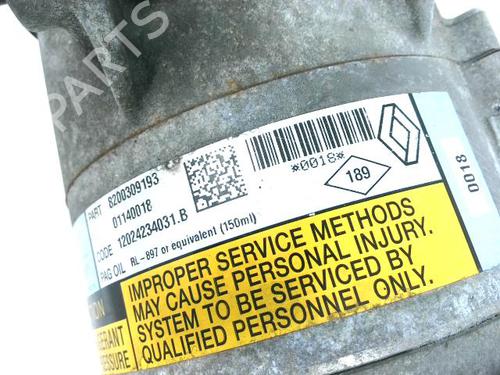 PARTS
PART 8200309193
01140018
CODE 12024234031.B
PAG OIL RL-897 or equivalent (150ml)
*0018*
189
0018
IMPROPER SERVICE METHODS
MAY CAUSE PERSONAL INJURY.
SYSTEM TO BE SERVICED BY
QUALIFIED PERSONNEL ONLY.